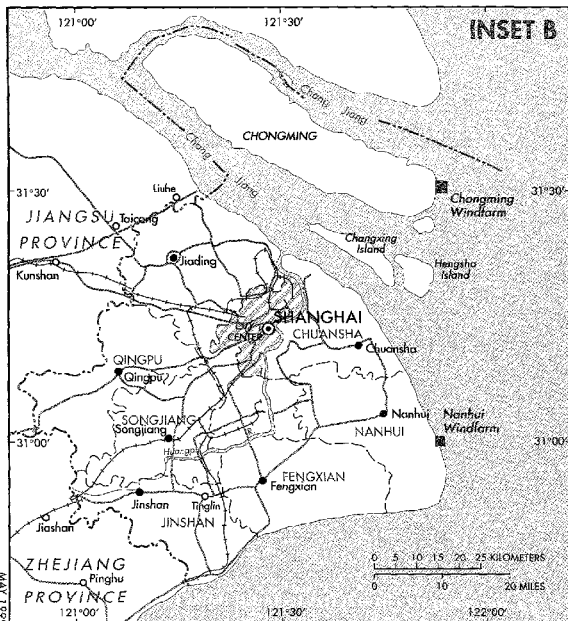 121°00' 121°30'
INSET B
Chang Jiang
CHONGMING
Chang Jiang
31°30' 31°30'
Liuhe
Chongming
Windfarm
JIANGSU
PROVINCE
Taicang
Changxing
Island
Hengsha
Island
Jiading
Kunshan
SHANGHAI
CITY
CENTER
CHUANSHA
Chuansha
QINGPU
Qingpu
Nanhui
Nanhui
Windfarm
SONGJIANG
Songjiang
NANHUI
31°00' 31°00'
Huangpu
FENGXIAN
Fengxian
Jinshan
Tinglin
JINSHAN
Jiashan
ZHEJIANG
PROVINCE
Pinghu
0 5 10 15 20 25 KILOMETERS
0 10 20 MILES
121°00' 121°30' 122°00'